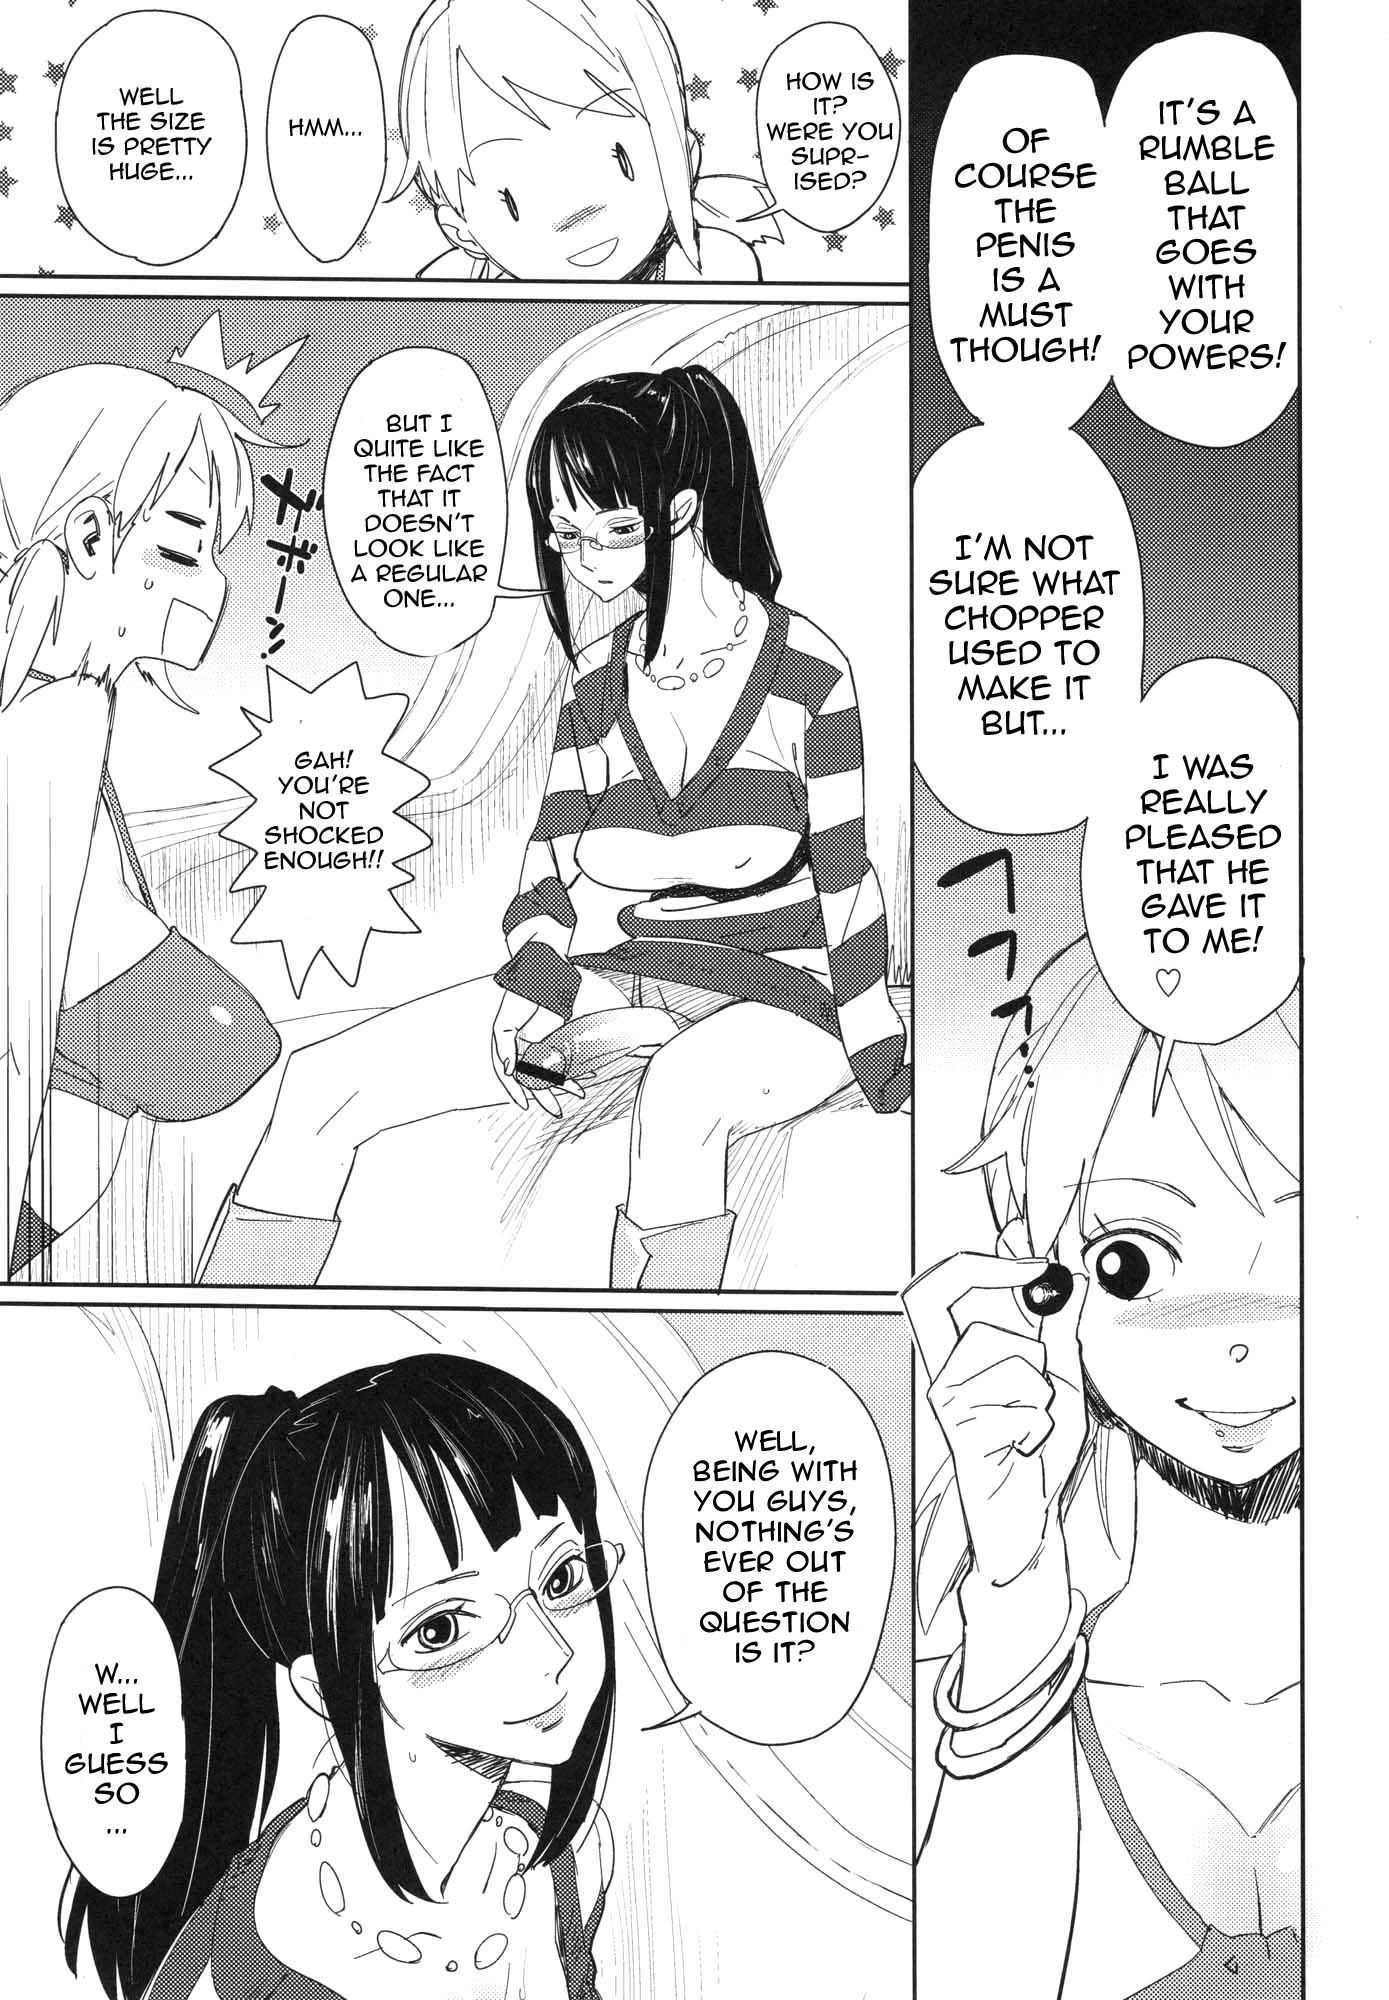 IT'S A
RUMBLE
BALL
THAT
GOES
WITH
YOUR
POWERS!
OF
COURSE
THE
PENIS
IS A
MUST
THOUGH!
I'M NOT
SURE WHAT
CHOPPER
USED TO
MAKE IT
BUT...
I WAS
REALLY
PLEASED
THAT HE
GAVE IT
TO ME!
♡
HOW IS
IT?
WERE YOU
SUPR-
ISED?
HMM...
WELL
THE SIZE
IS PRETTY
HUGE...
BUT I
QUITE LIKE
THE FACT
THAT IT
DOESN'T
LOOK LIKE
A REGULAR
ONE...
GAH!
YOU'RE
NOT
SHOCKED
ENOUGH!!
WELL,
BEING WITH
YOU GUYS,
NOTHING'S
EVER OUT
OF THE
QUESTION
IS IT?
W...
WELL
I
GUESS
SO
...